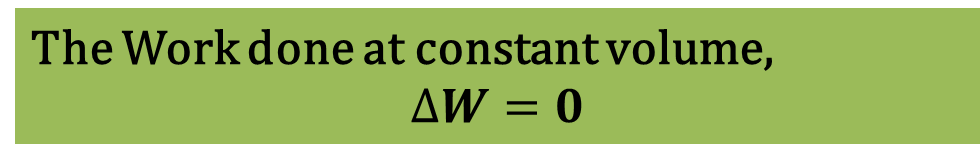 The Work done at constant volume,
ΔW = 0